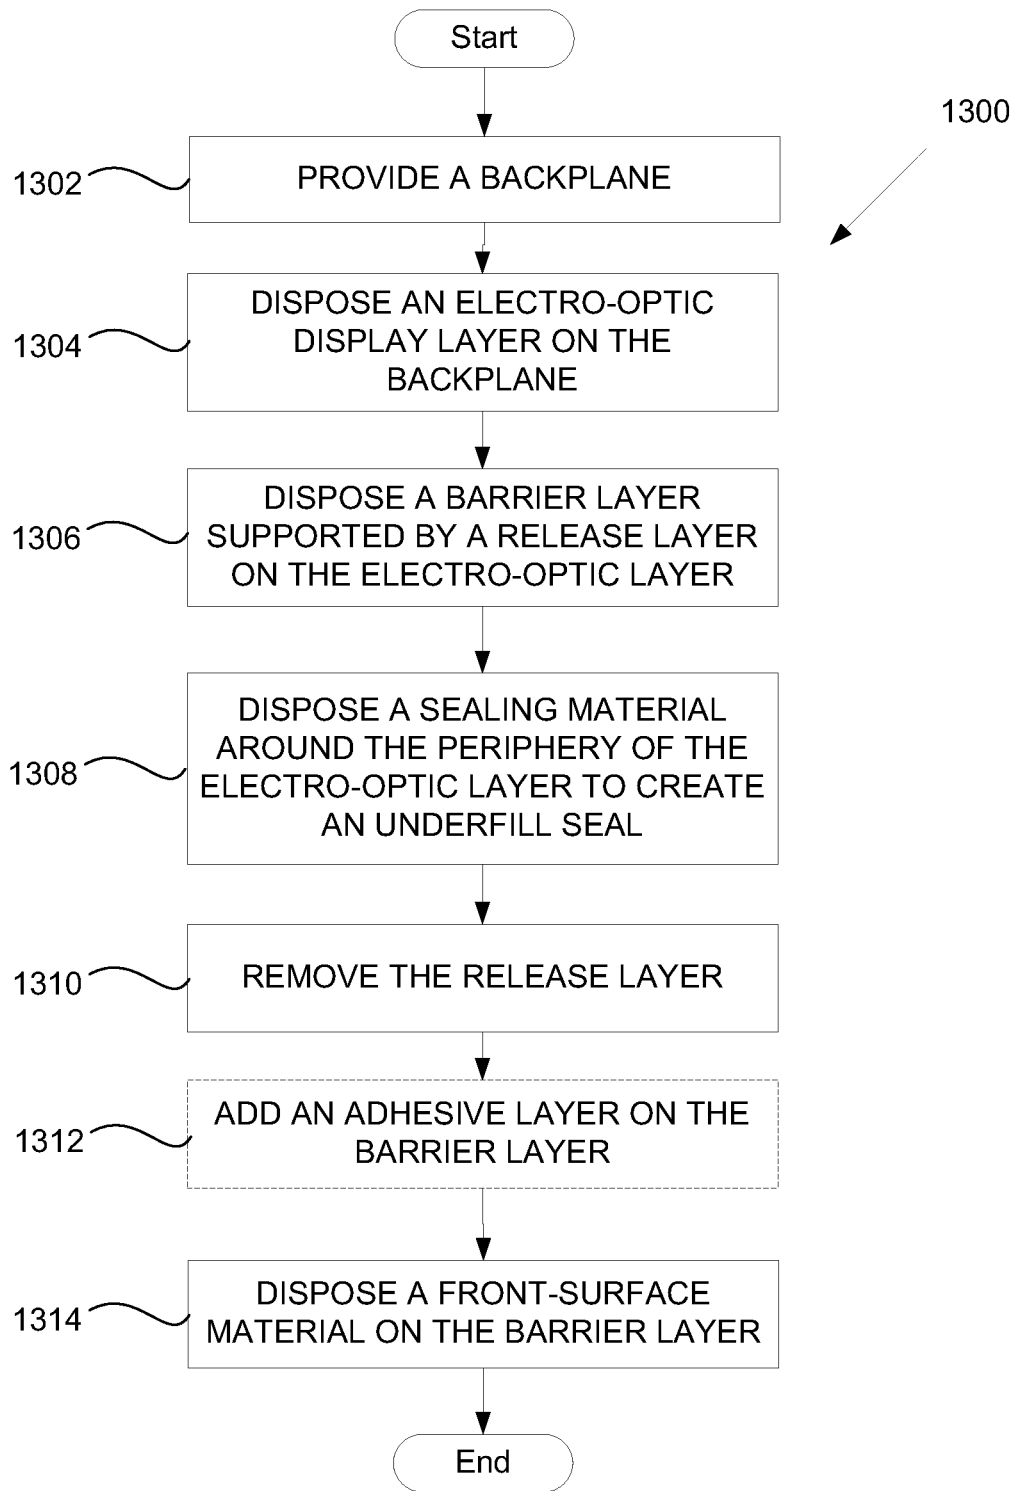 Start
1300
1302
PROVIDE A BACKPLANE
1304
DISPOSE AN ELECTRO-OPTIC
DISPLAY LAYER ON THE
BACKPLANE
1306
DISPOSE A BARRIER LAYER
SUPPORTED BY A RELEASE LAYER
ON THE ELECTRO-OPTIC LAYER
1308
DISPOSE A SEALING MATERIAL
AROUND THE PERIPHERY OF THE
ELECTRO-OPTIC LAYER TO CREATE
AN UNDERFILL SEAL
1310
REMOVE THE RELEASE LAYER
1312
ADD AN ADHESIVE LAYER ON THE
BARRIER LAYER
1314
DISPOSE A FRONT-SURFACE
MATERIAL ON THE BARRIER LAYER
End